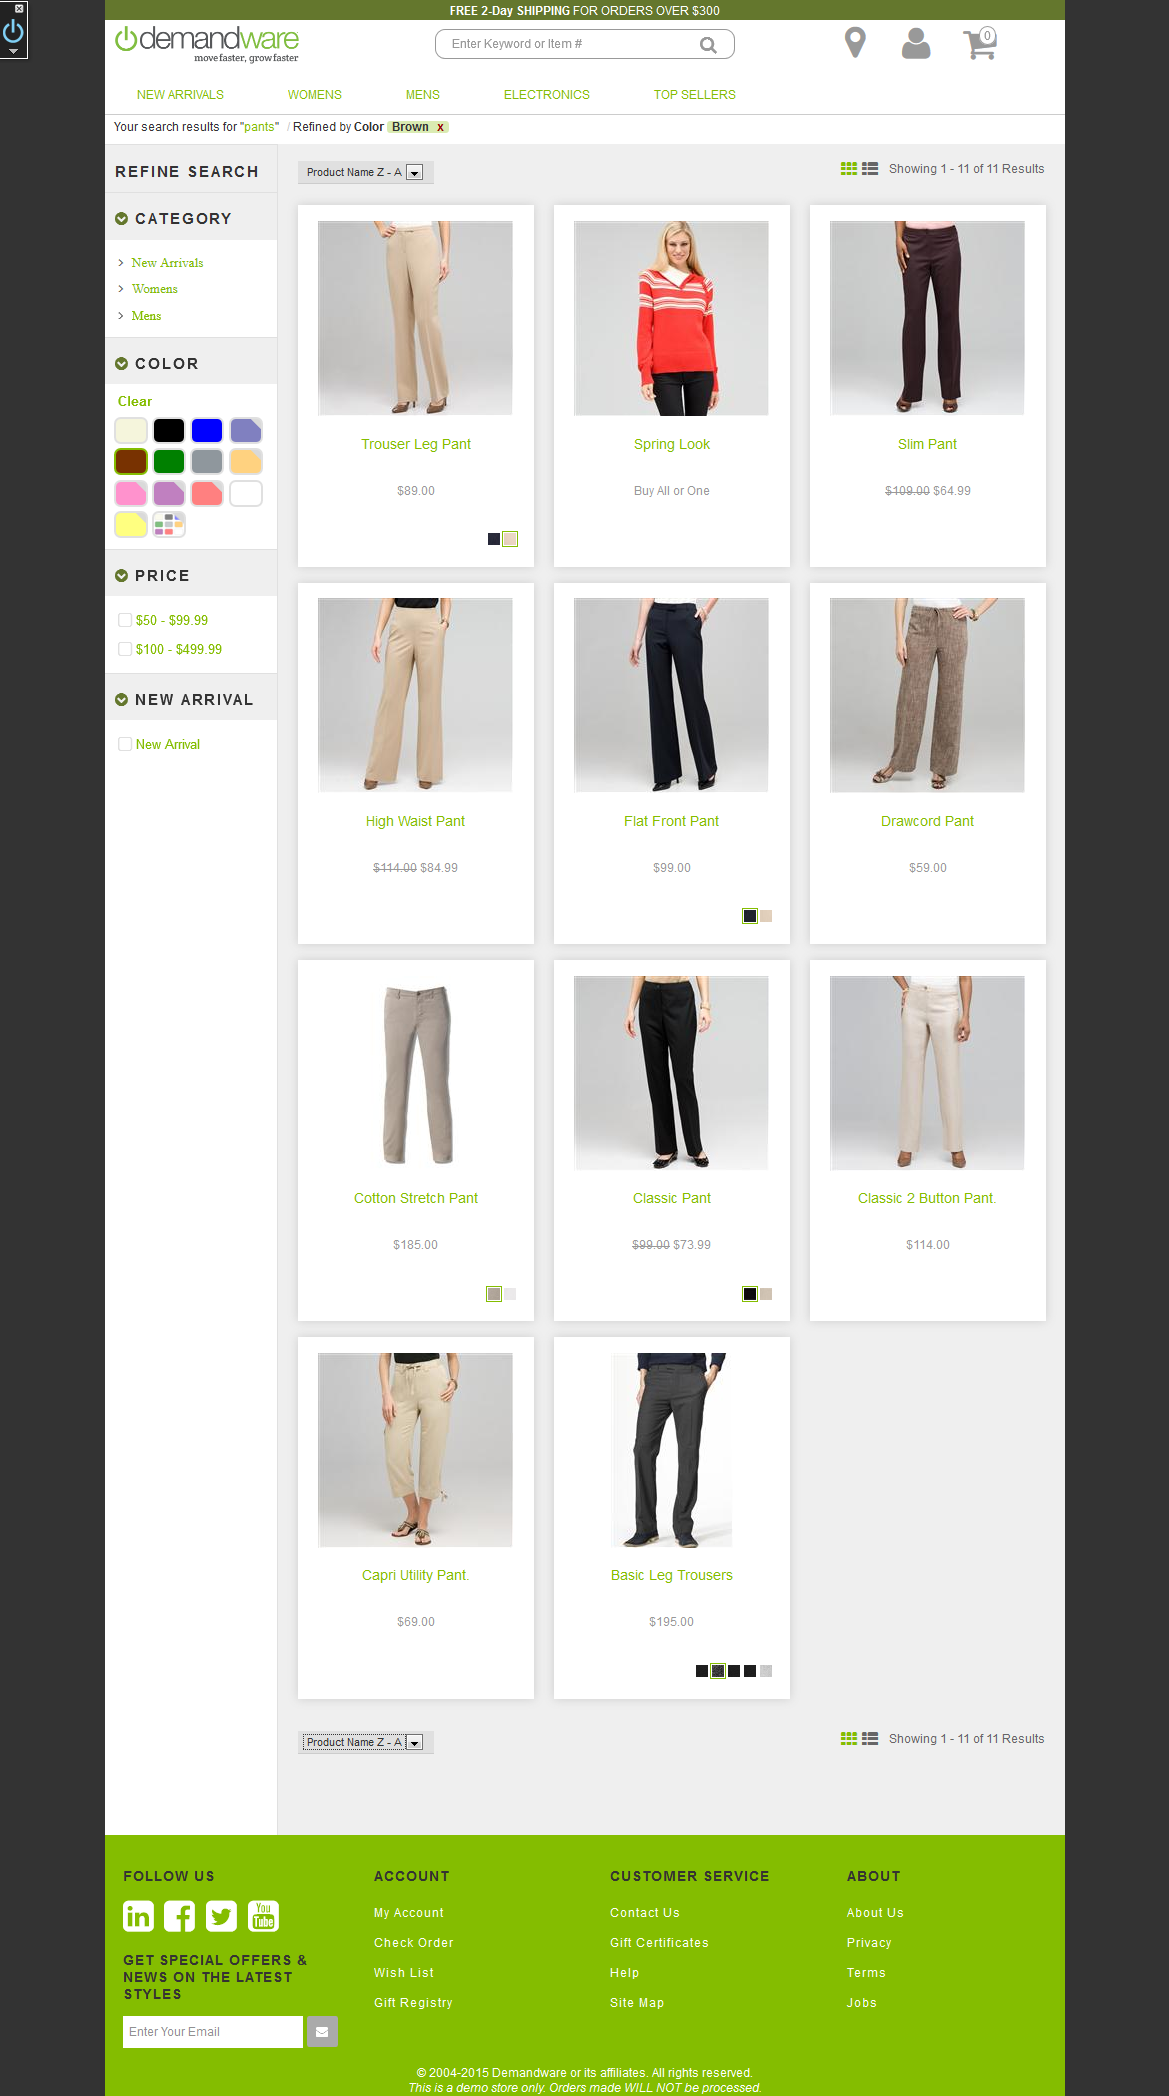 FREE 2-Day SHIPPING FOR ORDERS OVER $300
demandware
move faster, grow faster
Enter Keyword or Item #
0
NEW ARRIVALS
WOMENS
MENS
ELECTRONICS
TOP SELLERS
Your search results for "pants" / Refined by Color Brown x
REFINE SEARCH
CATEGORY
> New Arrivals
> Womens
> Mens
COLOR
Clear
PRICE
$50 - $99.99
$100 - $499.99
NEW ARRIVAL
New Arrival
Product Name Z - A
Showing 1 - 11 of 11 Results
Trouser Leg Pant
$89.00
Spring Look
Buy All or One
Slim Pant
$109.00 $64.99
High Waist Pant
$114.00 $84.99
Flat Front Pant
$99.00
Drawcord Pant
$59.00
Cotton Stretch Pant
$185.00
Classic Pant
$99.00 $73.99
Classic 2 Button Pant.
$114.00
Capri Utility Pant.
$69.00
Basic Leg Trousers
$195.00
Product Name Z - A
Showing 1 - 11 of 11 Results
FOLLOW US
in
f
You
Tube
GET SPECIAL OFFERS &
NEWS ON THE LATEST
STYLES
Enter Your Email
ACCOUNT
My Account
Check Order
Wish List
Gift Registry
CUSTOMER SERVICE
Contact Us
Gift Certificates
Help
Site Map
ABOUT
About Us
Privacy
Terms
Jobs
© 2004-2015 Demandware or its affiliates. All rights reserved.
This is a demo store only. Orders made WILL NOT be processed.